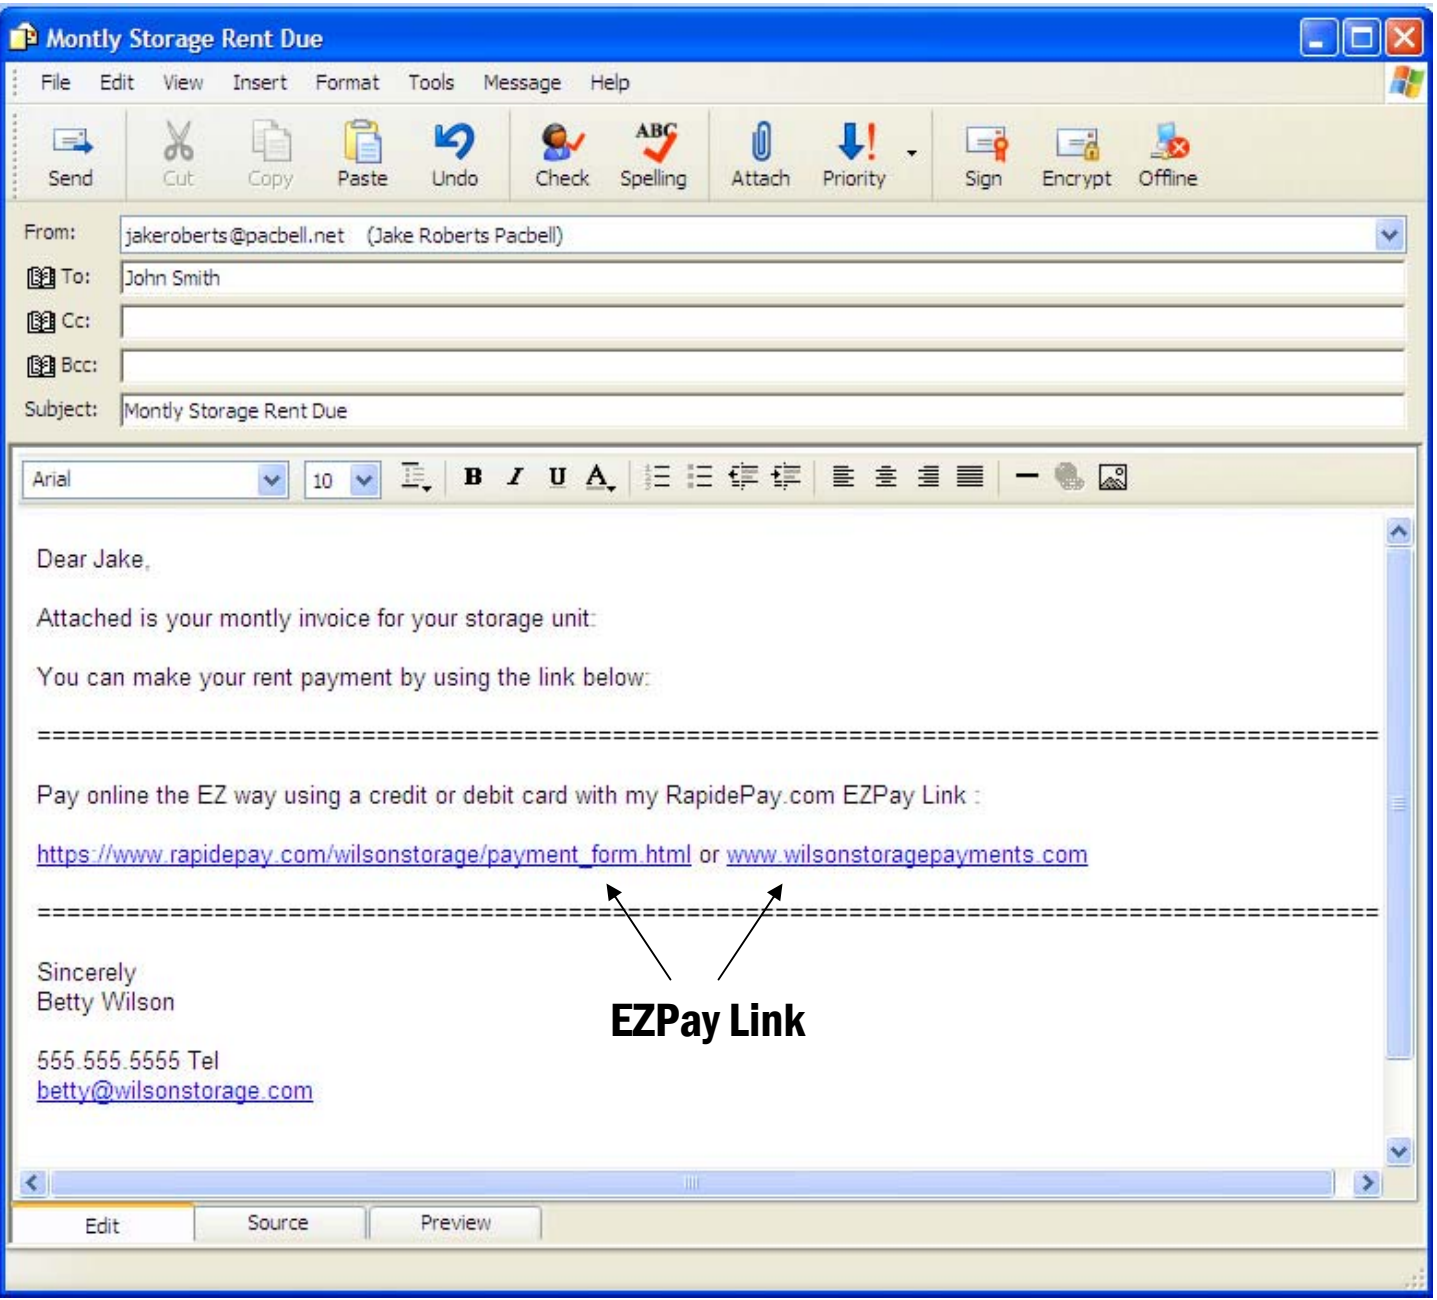 Montly Storage Rent Due
File Edit View Insert Format Tools Message Help
ABC
Send Cut Copy Paste Undo Check Spelling Attach Priority Sign Encrypt Offline
From: jakeroberts@pacbell.net (Jake Roberts Pacbell)
To: John Smith
Cc:
Bcc:
Subject: Montly Storage Rent Due
Arial 10 B I U A
Dear Jake,
Attached is your montly invoice for your storage unit:
You can make your rent payment by using the link below:
===========================================================================================
Pay online the EZ way using a credit or debit card with my RapidePay.com EZPay Link :
https://www.rapidepay.com/wilsonstorage/payment_form.html or www.wilsonstoragepayments.com
===========================================================================================
Sincerely
Betty Wilson
EZPay Link
555.555.5555 Tel
betty@wilsonstorage.com
Edit Source Preview